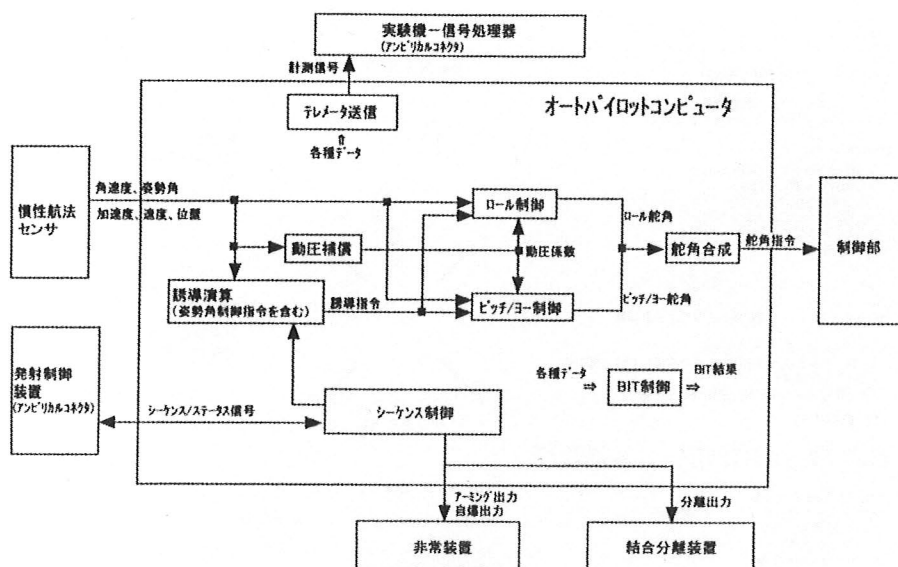 実験機－信号処理器
(アンビリカルコネクタ)
計測信号
オートパイロットコンピュータ
テレメータ送信
各種データ
慣性航法
センサ
角速度、姿勢角
加速度、速度、位置
ロール制御
ロール舵角
動圧補償
動圧係数
舵角合成
舵角指令
制御部
誘導演算
(姿勢角制御指令を含む)
誘導指令
ピッチ/ヨー制御
ピッチ/ヨー舵角
発射制御
装置
(アンビリカルコネクタ)
シーケンス/ステータス信号
シーケンス制御
各種データ
BIT制御
BIT結果
アーミング出力
自爆出力
分離出力
非常装置
結合分離装置